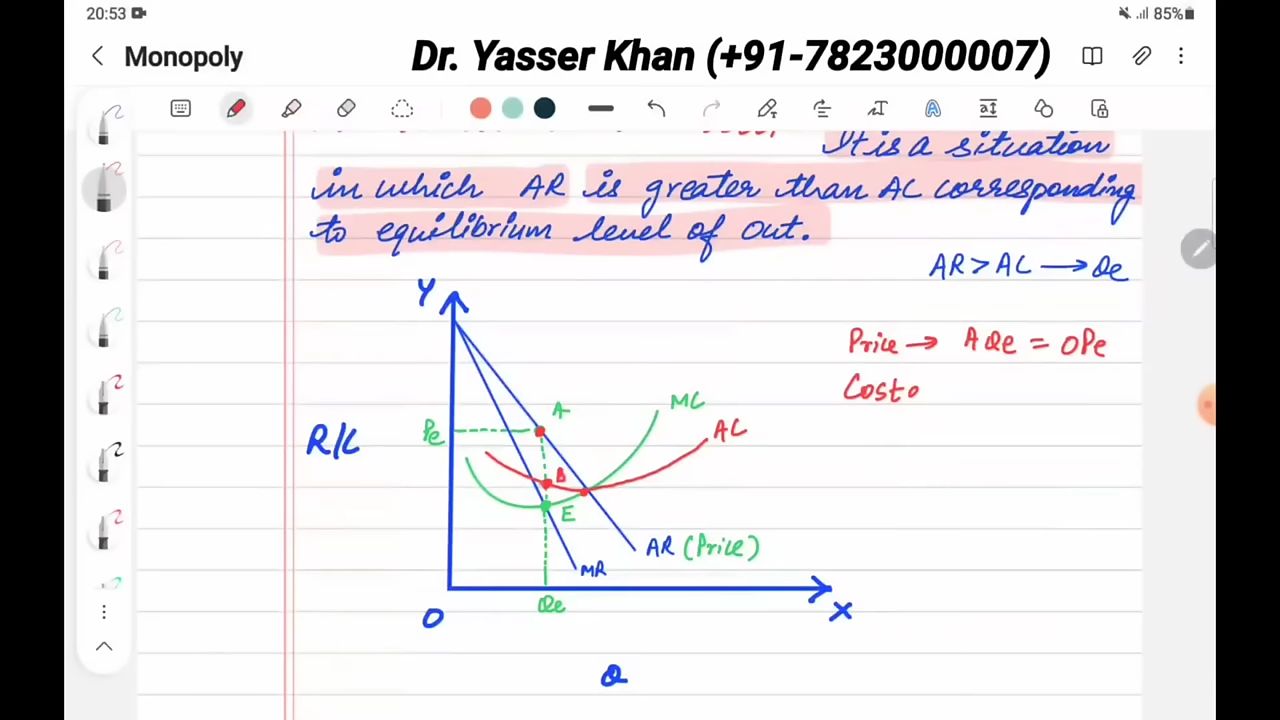 20:53
85%
Monopoly
Dr. Yasser Khan (+91-7823000007)
It is a situation
in which AR is greater than AC corresponding
to equilibrium level of out.
AR > AC → Qe
Y
Price → AQe = OPe
Cost
A
MC
AC
Pe
R/C
B
E
AR (Price)
MR
Qe
O
X
Q